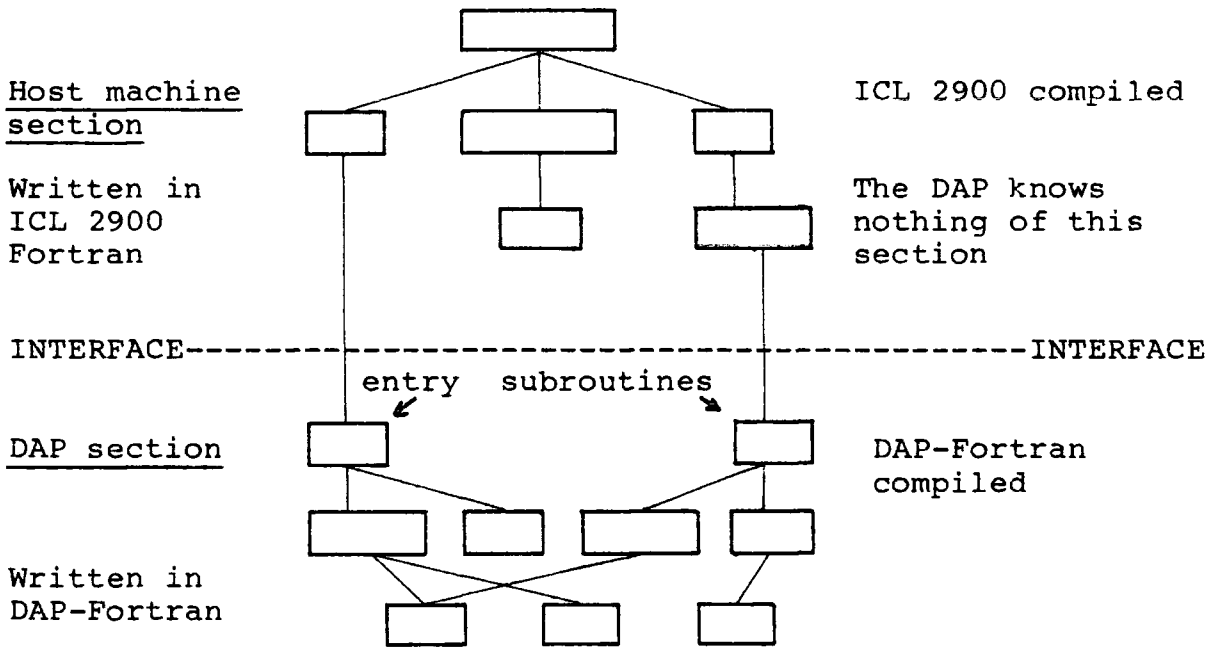 Host machine
section
ICL 2900 compiled
Written in
ICL 2900
Fortran
The DAP knows
nothing of this
section
INTERFACE--------------------------------------INTERFACE
entry subroutines
DAP section
DAP-Fortran
compiled
Written in
DAP-Fortran